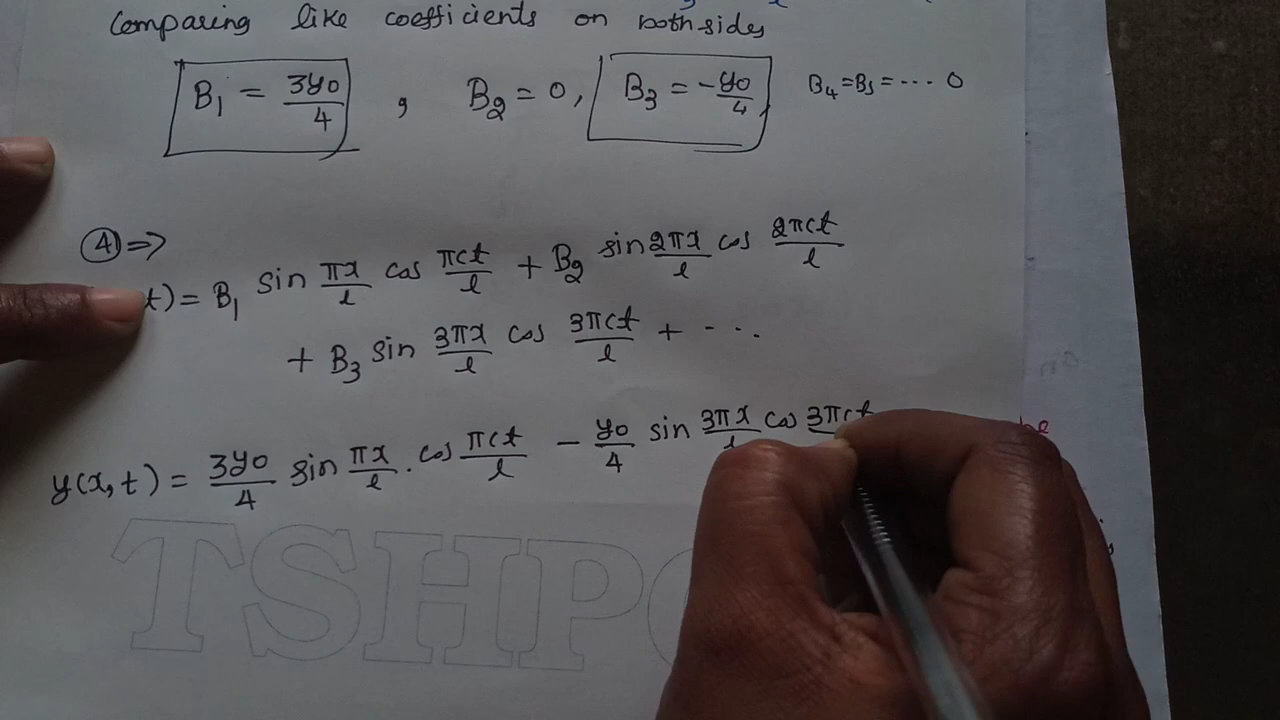 Comparing like coefficients on both sides
B₁ = 3y₀/4 , B₂ = 0, B₃ = -y₀/4 B₄ = B₅ = ... 0
④ ⇒
t) = B₁ sin πx/l cos πct/l + B₂ sin 2πx/l cos 2πct/l
+ B₃ sin 3πx/l cos 3πct/l + - ...
y(x,t) = 3y₀/4 sin πx/l . cos πct/l - y₀/4 sin 3πx/l cos 3πct